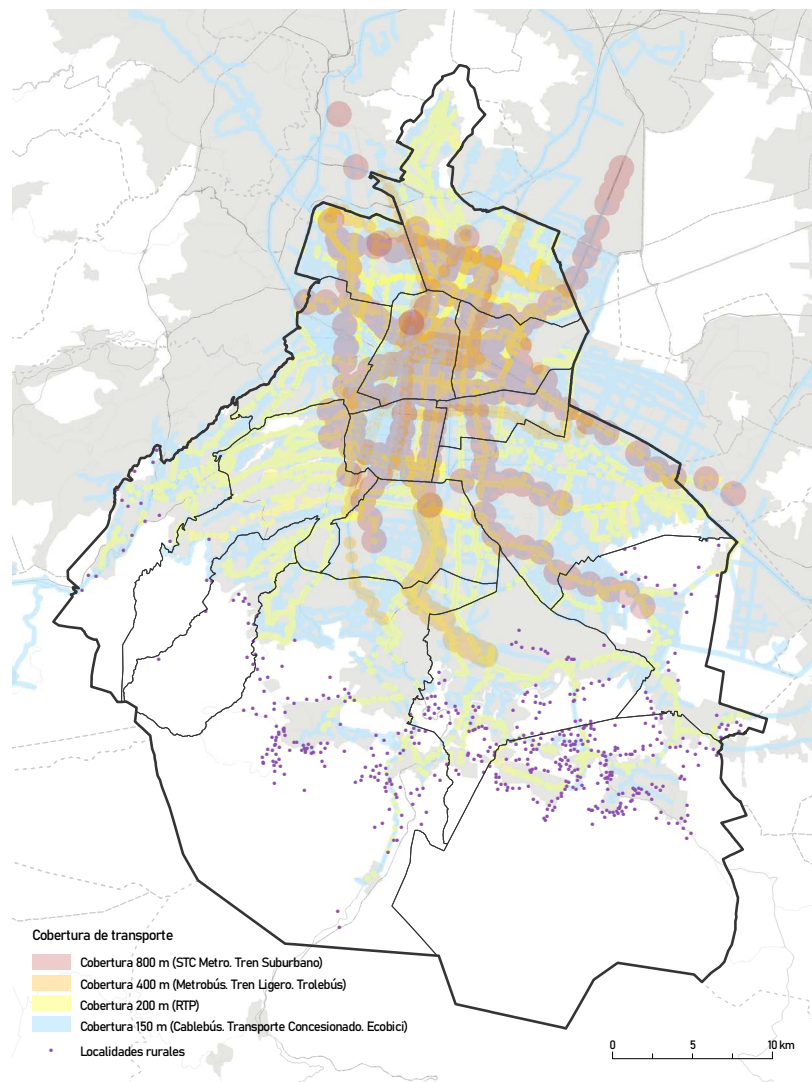 Cobertura de transporte
Cobertura 800 m (STC Metro. Tren Suburbano)
Cobertura 400 m (Metrobús. Tren Ligero. Trolebús)
Cobertura 200 m (RTP)
Cobertura 150 m (Cablebús. Transporte Concesionado. Ecobici)
Localidades rurales
0 5 10 km